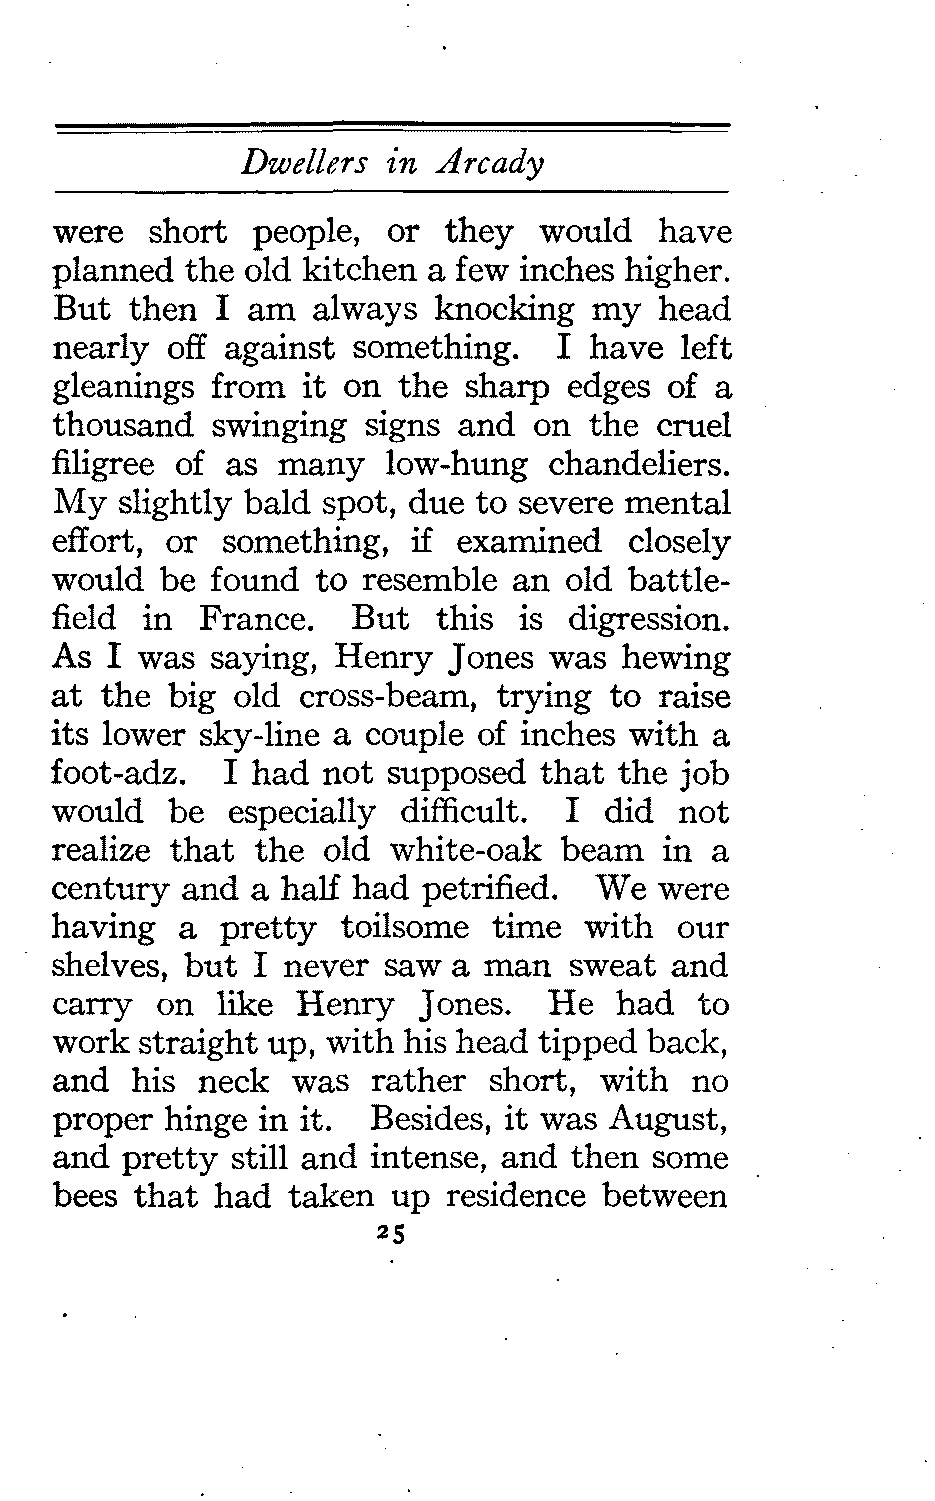 Dwellers in Arcady
were short people, or they would have
planned the old kitchen a few inches higher.
But then I am always knocking my head
nearly off against something. I have left
gleanings from it on the sharp edges of a
thousand swinging signs and on the cruel
filigree of as many low-hung chandeliers.
My slightly bald spot, due to severe mental
effort, or something, if examined closely
would be found to resemble an old battle-
field in France. But this is digression.
As I was saying, Henry Jones was hewing
at the big old cross-beam, trying to raise
its lower sky-line a couple of inches with a
foot-adz. I had not supposed that the job
would be especially difficult. I did not
realize that the old white-oak beam in a
century and a half had petrified. We were
having a pretty toilsome time with our
shelves, but I never saw a man sweat and
carry on like Henry Jones. He had to
work straight up, with his head tipped back,
and his neck was rather short, with no
proper hinge in it. Besides, it was August,
and pretty still and intense, and then some
bees that had taken up residence between
25